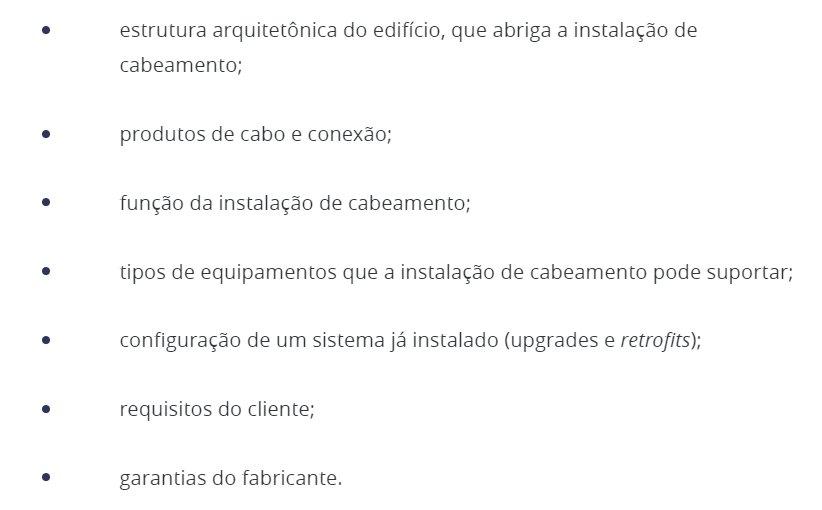 • estrutura arquitetônica do edifício, que abriga a instalação de
cabeamento;
• produtos de cabo e conexão;
• função da instalação de cabeamento;
• tipos de equipamentos que a instalação de cabeamento pode suportar;
• configuração de um sistema já instalado (upgrades e retrofits);
• requisitos do cliente;
• garantias do fabricante.